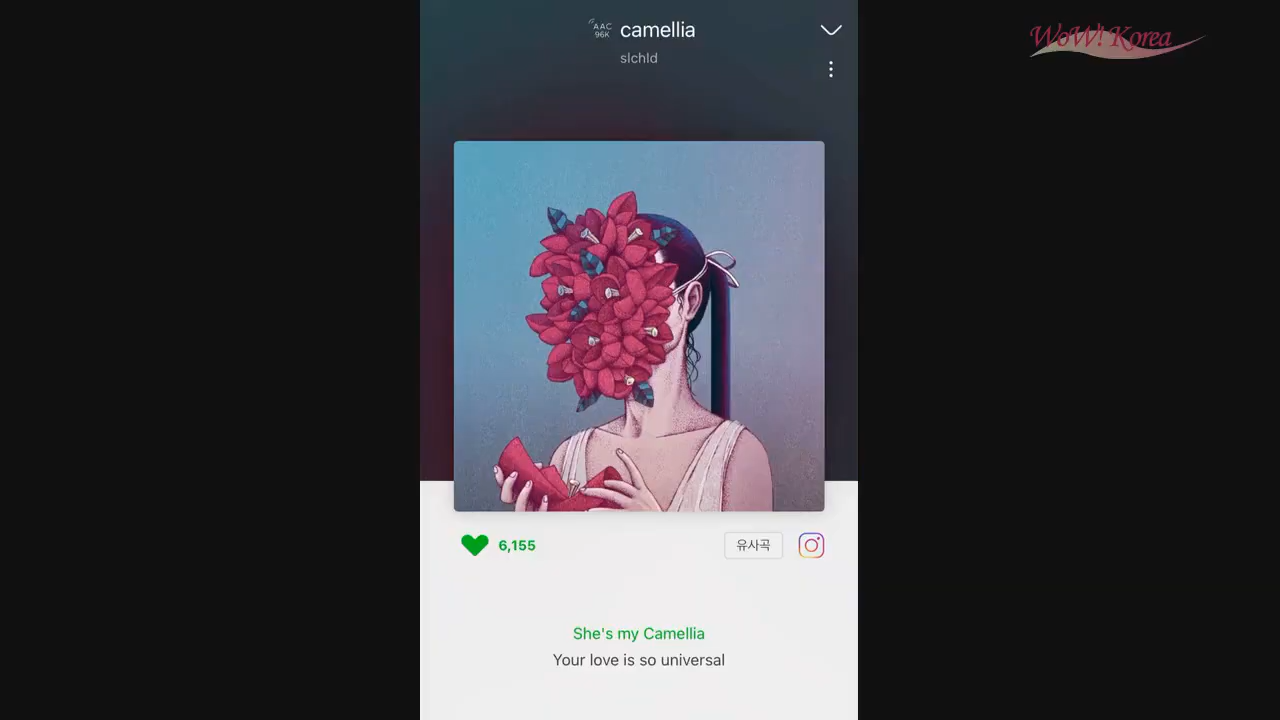 AAC
96K
camellia
slchld
WoW! Korea
6,155
유사곡
She's my Camellia
Your love is so universal